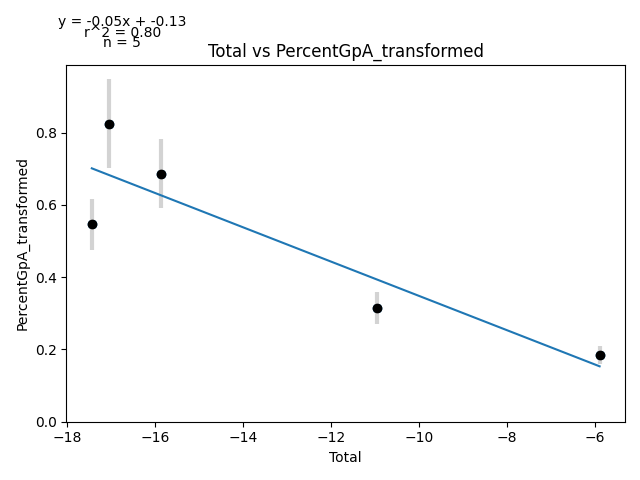 y = -0.05x + -0.13
r^2 = 0.80
n = 5
Total vs PercentGpA_transformed
PercentGpA_transformed
0.8
0.6
0.4
0.2
0.0
−18
−16
−14
−12
−10
−8
−6
Total